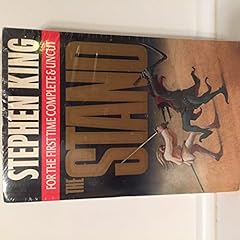 STEPHEN KING
FOR THE FIRST TIME COMPLETE & UNCUT
THE
STAND